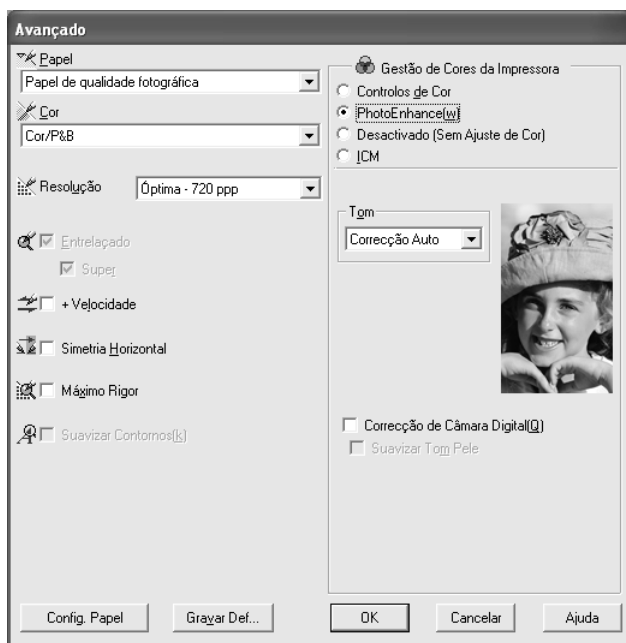 Avançado
Papel
Papel de qualidade fotográfica
Cor
Cor/P&B
Resolução
Óptima - 720 ppp
Entrelaçado
Super
+ Velocidade
Simetria Horizontal
Máximo Rigor
Suavizar Contornos(k)
Gestão de Cores da Impressora
Controlos de Cor
PhotoEnhance(w)
Desactivado (Sem Ajuste de Cor)
ICM
Tom
Correcção Auto
Correcção de Câmara Digital(Q)
Suavizar Tom Pele
Config. Papel
Gravar Def...
OK
Cancelar
Ajuda